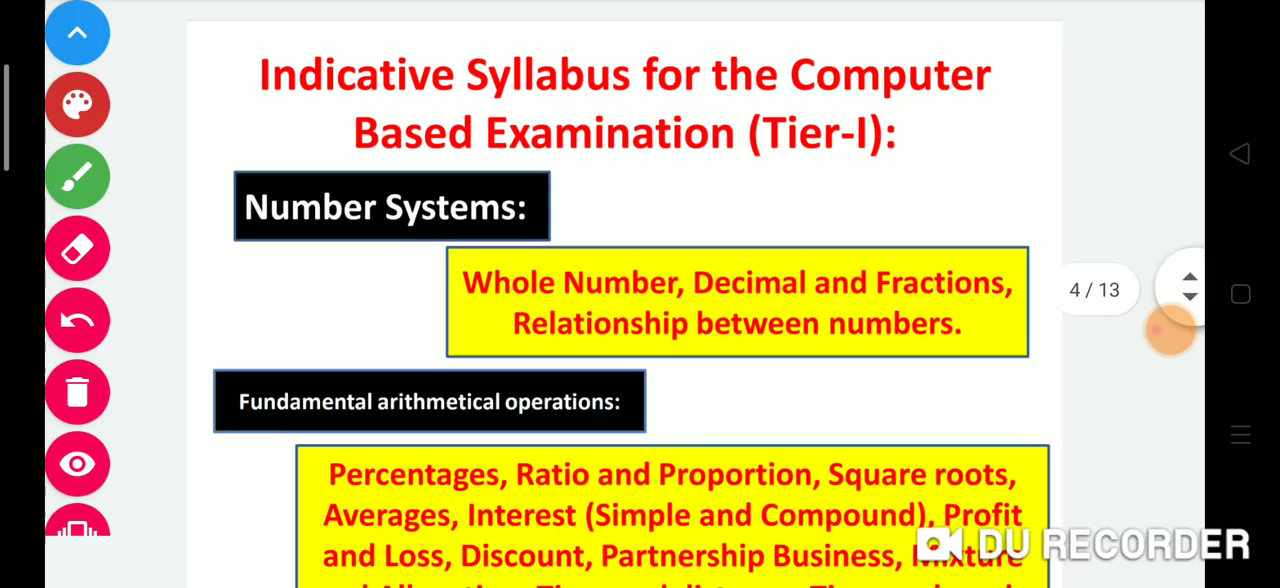 Indicative Syllabus for the Computer
Based Examination (Tier-I):
Number Systems:
Whole Number, Decimal and Fractions,
Relationship between numbers.
4 / 13
Fundamental arithmetical operations:
Percentages, Ratio and Proportion, Square roots,
Averages, Interest (Simple and Compound), Profit
and Loss, Discount, Partnership Business, Mixture
DU RECORDER